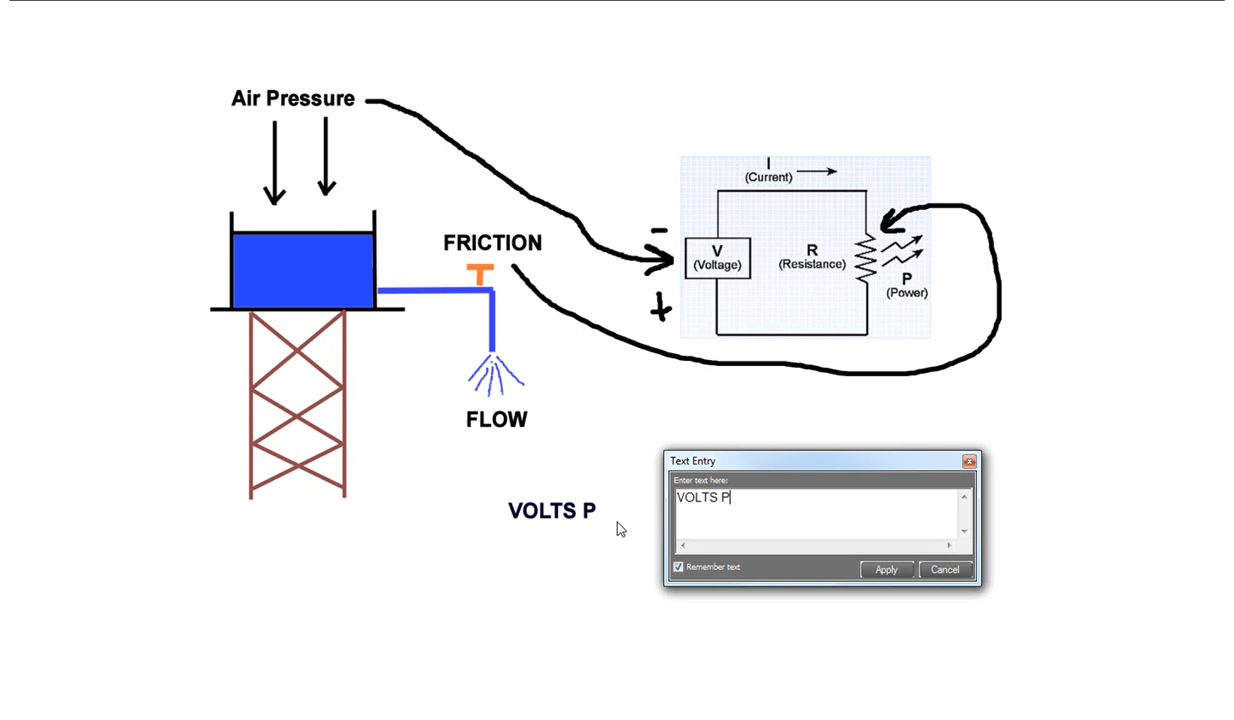 Air Pressure
I
(Current)
FRICTION
-
V
(Voltage)
R
(Resistance)
P
(Power)
+
FLOW
Text Entry
Enter text here:
VOLTS P
VOLTS P
Remember text
Apply
Cancel